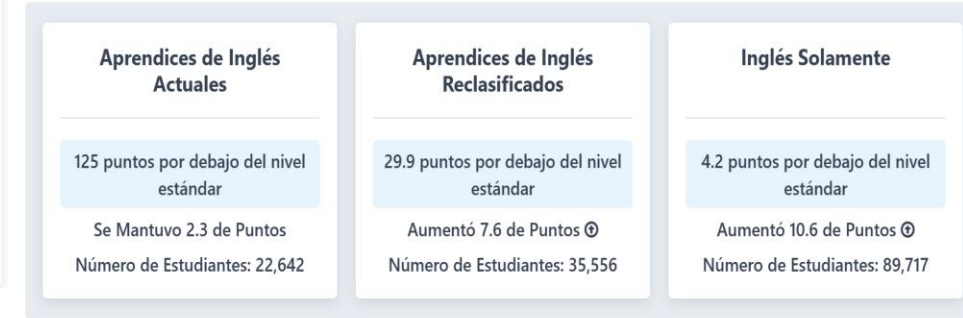 Aprendices de Inglés
Actuales
125 puntos por debajo del nivel
estándar
Se Mantuvo 2.3 de Puntos
Número de Estudiantes: 22,642
Aprendices de Inglés
Reclasificados
29.9 puntos por debajo del nivel
estándar
Aumentó 7.6 de Puntos
Número de Estudiantes: 35,556
Inglés Solamente
4.2 puntos por debajo del nivel
estándar
Aumentó 10.6 de Puntos
Número de Estudiantes: 89,717